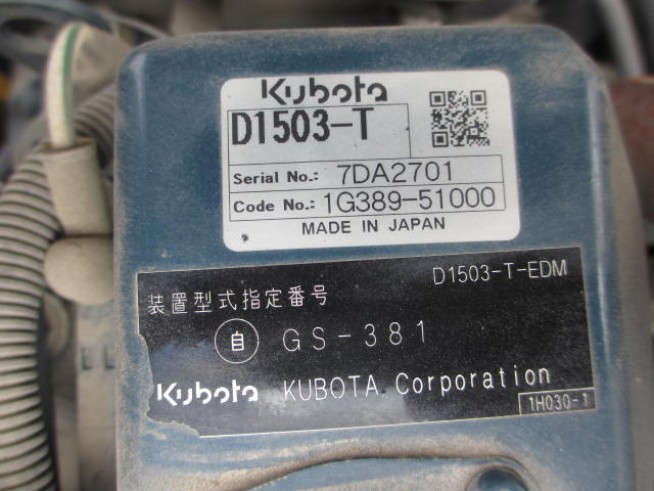 Kubota
D1503-T
Serial No.: 7DA2701
Code No.: 1G389-51000
MADE IN JAPAN
D1503-T-EDM
装置型式指定番号
自 GS-381
Kubota KUBOTA Corporation
1H030-1